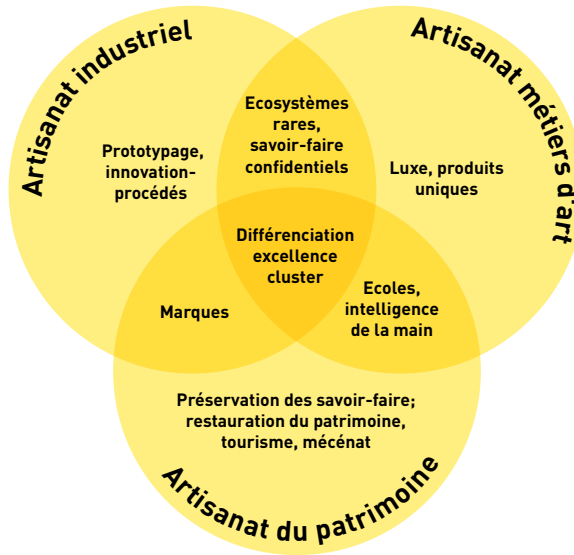 Artisanat industriel
Artisanat métiers d'art
Ecosystèmes
rares,
savoir-faire
confidentiels
Prototypage,
innovation-
procédés
Luxe, produits
uniques
Différenciation
excellence
cluster
Marques
Ecoles,
intelligence
de la main
Préservation des savoir-faire;
restauration du patrimoine,
tourisme, mécénat
Artisanat du patrimoine